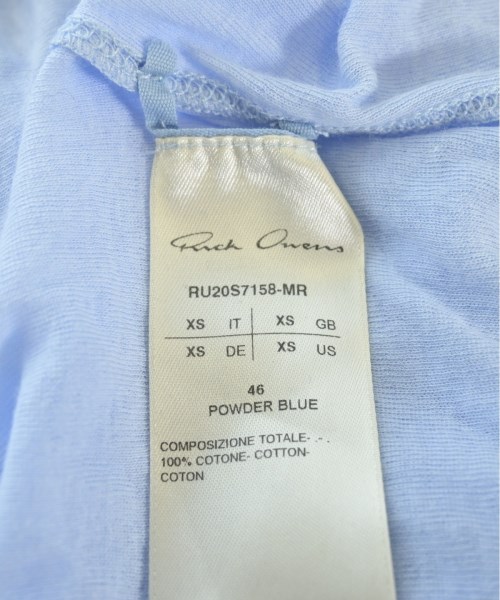 Rick Owens
RU20S7158-MR
XS IT XS GB
XS DE XS US
46
POWDER BLUE
COMPOSIZIONE TOTALE- .- .
100% COTONE- COTTON-
COTON